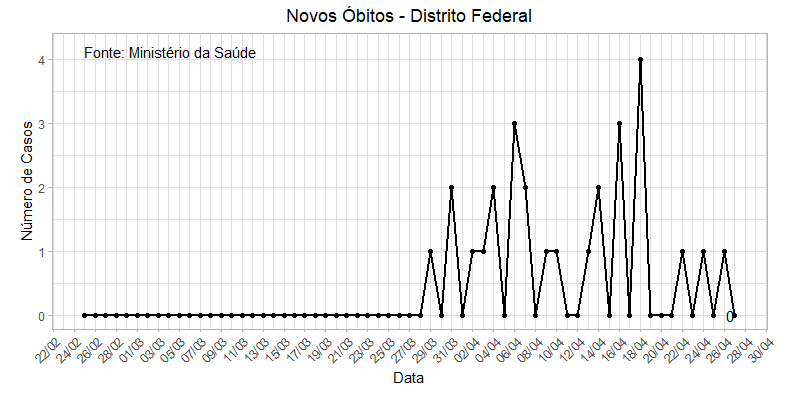 Novos Óbitos - Distrito Federal
Fonte: Ministério da Saúde
4
3
2
1
0
0
Número de Casos
22/02 24/02 26/02 28/02 01/03 03/03 05/03 07/03 09/03 11/03 13/03 15/03 17/03 19/03 21/03 23/03 25/03 27/03 29/03 31/03 02/04 04/04 06/04 08/04 10/04 12/04 14/04 16/04 18/04 20/04 22/04 24/04 26/04 28/04 30/04
Data